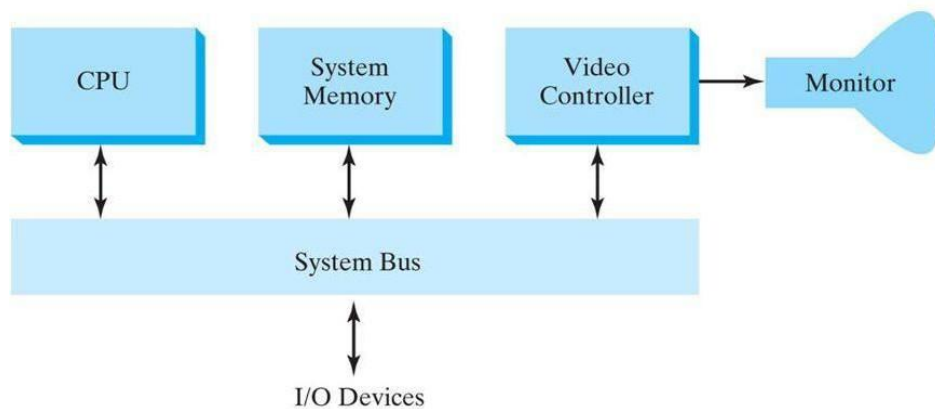 CPU
System
Memory
Video
Controller
Monitor
System Bus
I/O Devices